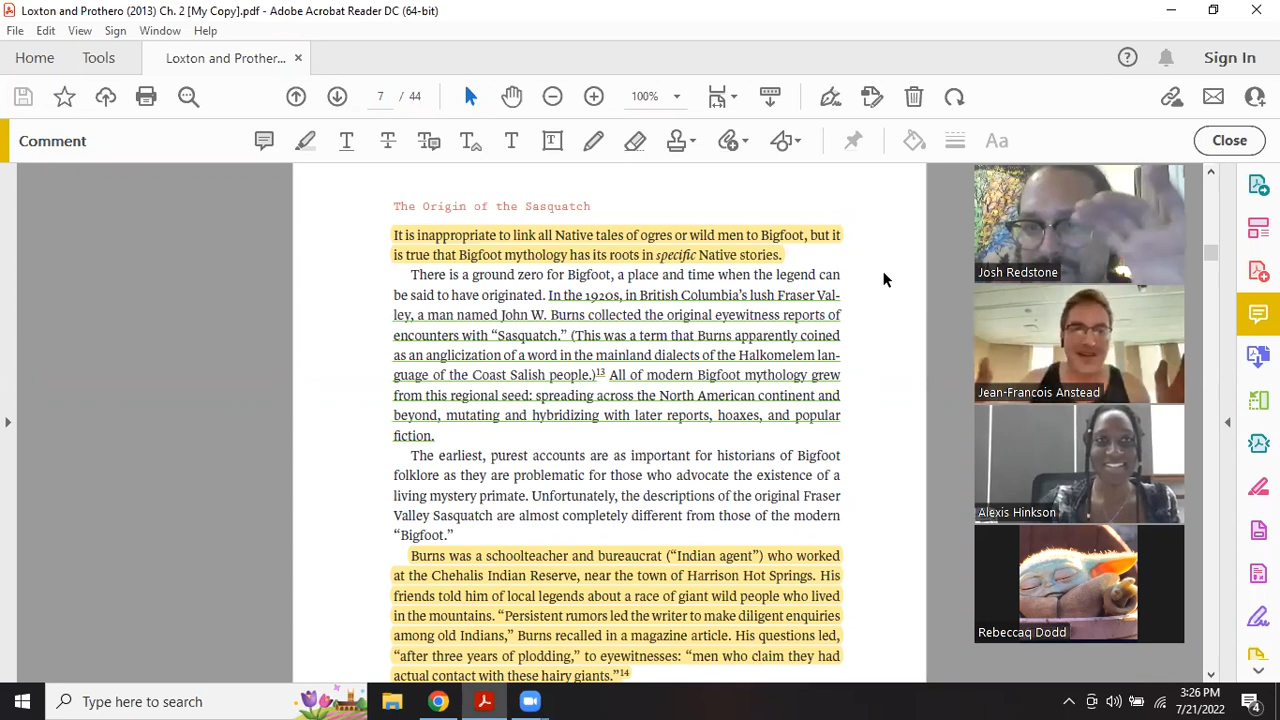 Loxton and Prothero (2013) Ch. 2 [My Copy].pdf - Adobe Acrobat Reader DC (64-bit)
File Edit View Sign Window Help
Home Tools Loxton and Prother... × Sign In
7 / 44 100%
Comment Aa Close
The Origin of the Sasquatch
It is inappropriate to link all Native tales of ogres or wild men to Bigfoot, but it
is true that Bigfoot mythology has its roots in specific Native stories.
There is a ground zero for Bigfoot, a place and time when the legend can
be said to have originated. In the 1920s, in British Columbia’s lush Fraser Val-
ley, a man named John W. Burns collected the original eyewitness reports of
encounters with “Sasquatch.” (This was a term that Burns apparently coined
as an anglicization of a word in the mainland dialects of the Halkomelem lan-
guage of the Coast Salish people.)13 All of modern Bigfoot mythology grew
from this regional seed: spreading across the North American continent and
beyond, mutating and hybridizing with later reports, hoaxes, and popular
fiction.
The earliest, purest accounts are as important for historians of Bigfoot
folklore as they are problematic for those who advocate the existence of a
living mystery primate. Unfortunately, the descriptions of the original Fraser
Valley Sasquatch are almost completely different from those of the modern
“Bigfoot.”
Burns was a schoolteacher and bureaucrat (“Indian agent”) who worked
at the Chehalis Indian Reserve, near the town of Harrison Hot Springs. His
friends told him of local legends about a race of giant wild people who lived
in the mountains. “Persistent rumors led the writer to make diligent enquiries
among old Indians,” Burns recalled in a magazine article. His questions led,
“after three years of plodding,” to eyewitnesses: “men who claim they had
actual contact with these hairy giants.”14
Josh Redstone
Jean-Francois Anstead
Alexis Hinkson
Rebeccaq Dodd
Type here to search
3:26 PM
7/21/2022
4